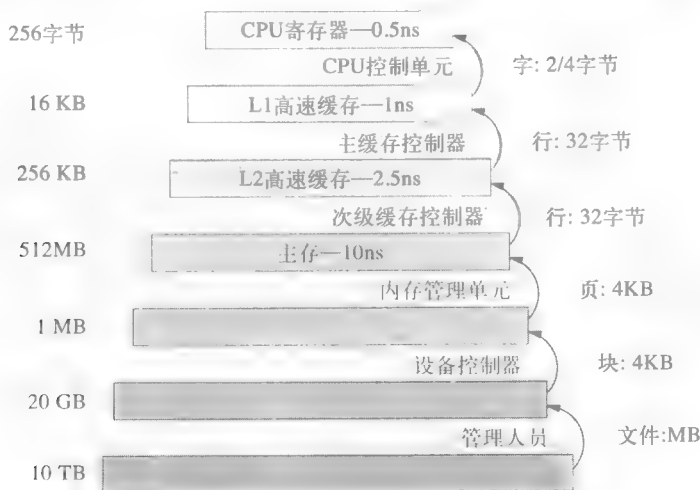 256字节 CPU寄存器—0.5ns
CPU控制单元 字: 2/4字节
16 KB L1高速缓存—1ns
主缓存控制器 行: 32字节
256 KB L2高速缓存—2.5ns
次级缓存控制器 行: 32字节
512MB 主存—10ns
内存管理单元 页: 4KB
1 MB
设备控制器 块: 4KB
20 GB
管理人员 文件:MB
10 TB